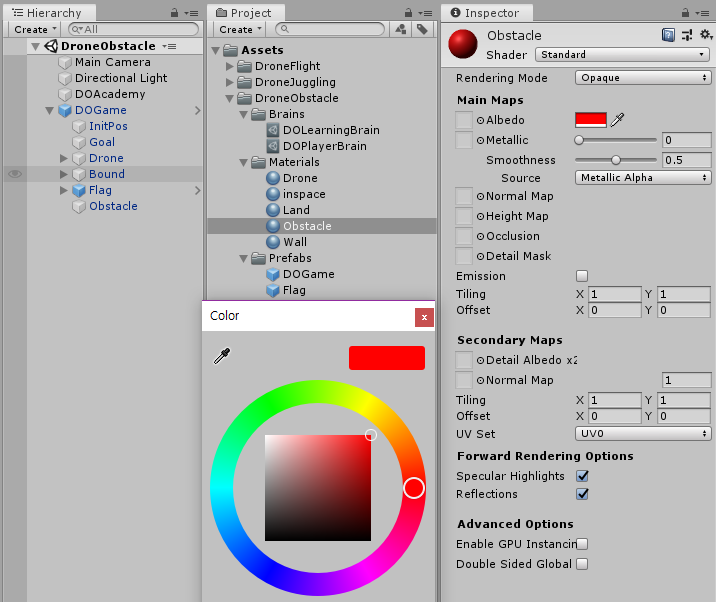 Hierarchy
Create
All
DroneObstacle
Main Camera
Directional Light
DOAcademy
DOGame
InitPos
Goal
Drone
Bound
Flag
Obstacle
Project
Create
Assets
DroneFlight
DroneJuggling
DroneObstacle
Brains
DOLearningBrain
DOPlayerBrain
Materials
Drone
inspace
Land
Obstacle
Wall
Prefabs
DOGame
Flag
Color
x
Inspector
Obstacle
Shader Standard
Rendering Mode Opaque
Main Maps
Albedo
Metallic 0
Smoothness 0.5
Source Metallic Alpha
Normal Map
Height Map
Occlusion
Detail Mask
Emission
Tiling X 1 Y 1
Offset X 0 Y 0
Secondary Maps
Detail Albedo x2
Normal Map 1
Tiling X 1 Y 1
Offset X 0 Y 0
UV Set UV0
Forward Rendering Options
Specular Highlights
Reflections
Advanced Options
Enable GPU Instancin
Double Sided Global